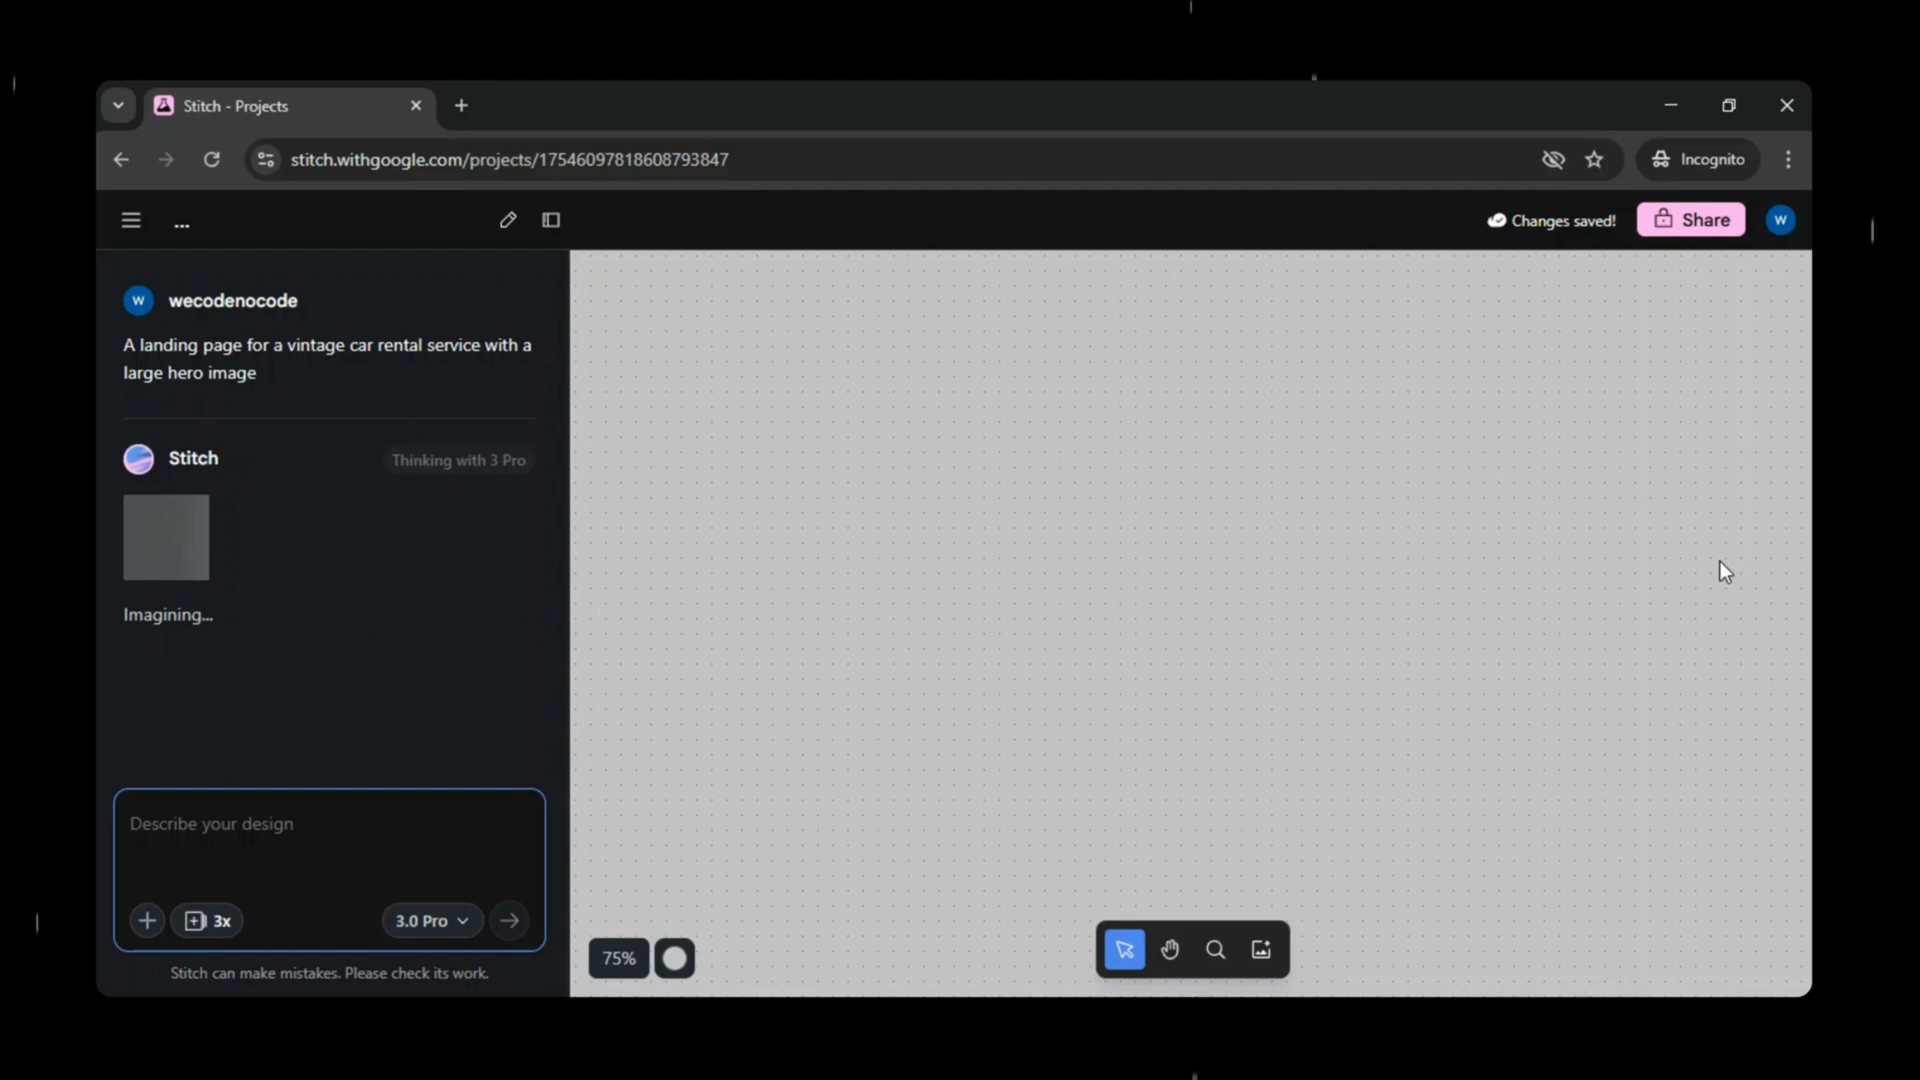 Stitch - Projects
stitch.withgoogle.com/projects/17546097818608793847
Incognito
...
Changes saved!
Share
W
W
wecodenocode
A landing page for a vintage car rental service with a
large hero image
Stitch
Thinking with 3 Pro
Imagining...
Describe your design
3x
3.0 Pro
Stitch can make mistakes. Please check its work.
75%